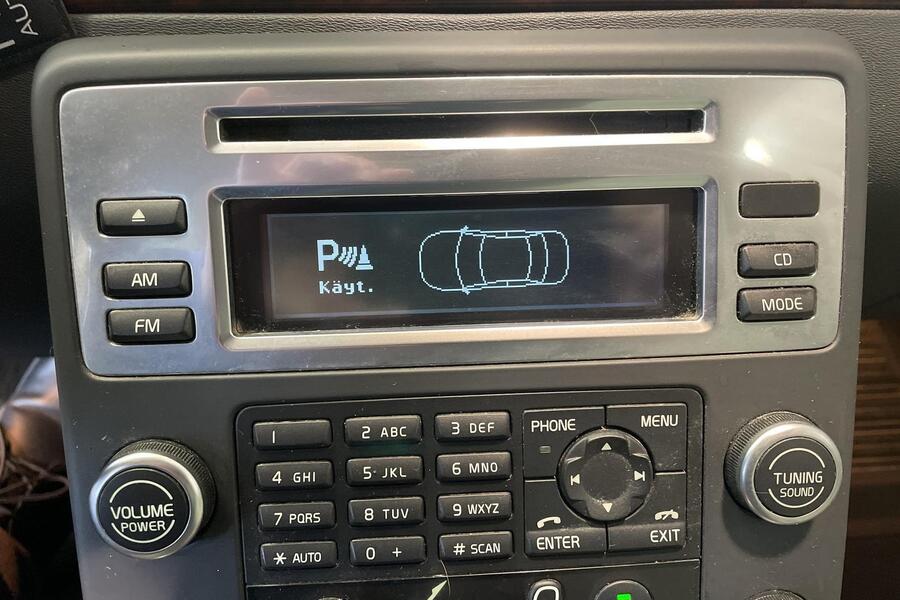 AU
AM
FM
P
Käyt.
CD
MODE
1
2 ABC
3 DEF
4 GHI
5 JKL
6 MNO
7 PQRS
8 TUV
9 WXYZ
* AUTO
0 +
# SCAN
PHONE
MENU
ENTER
EXIT
VOLUME
POWER
TUNING
SOUND